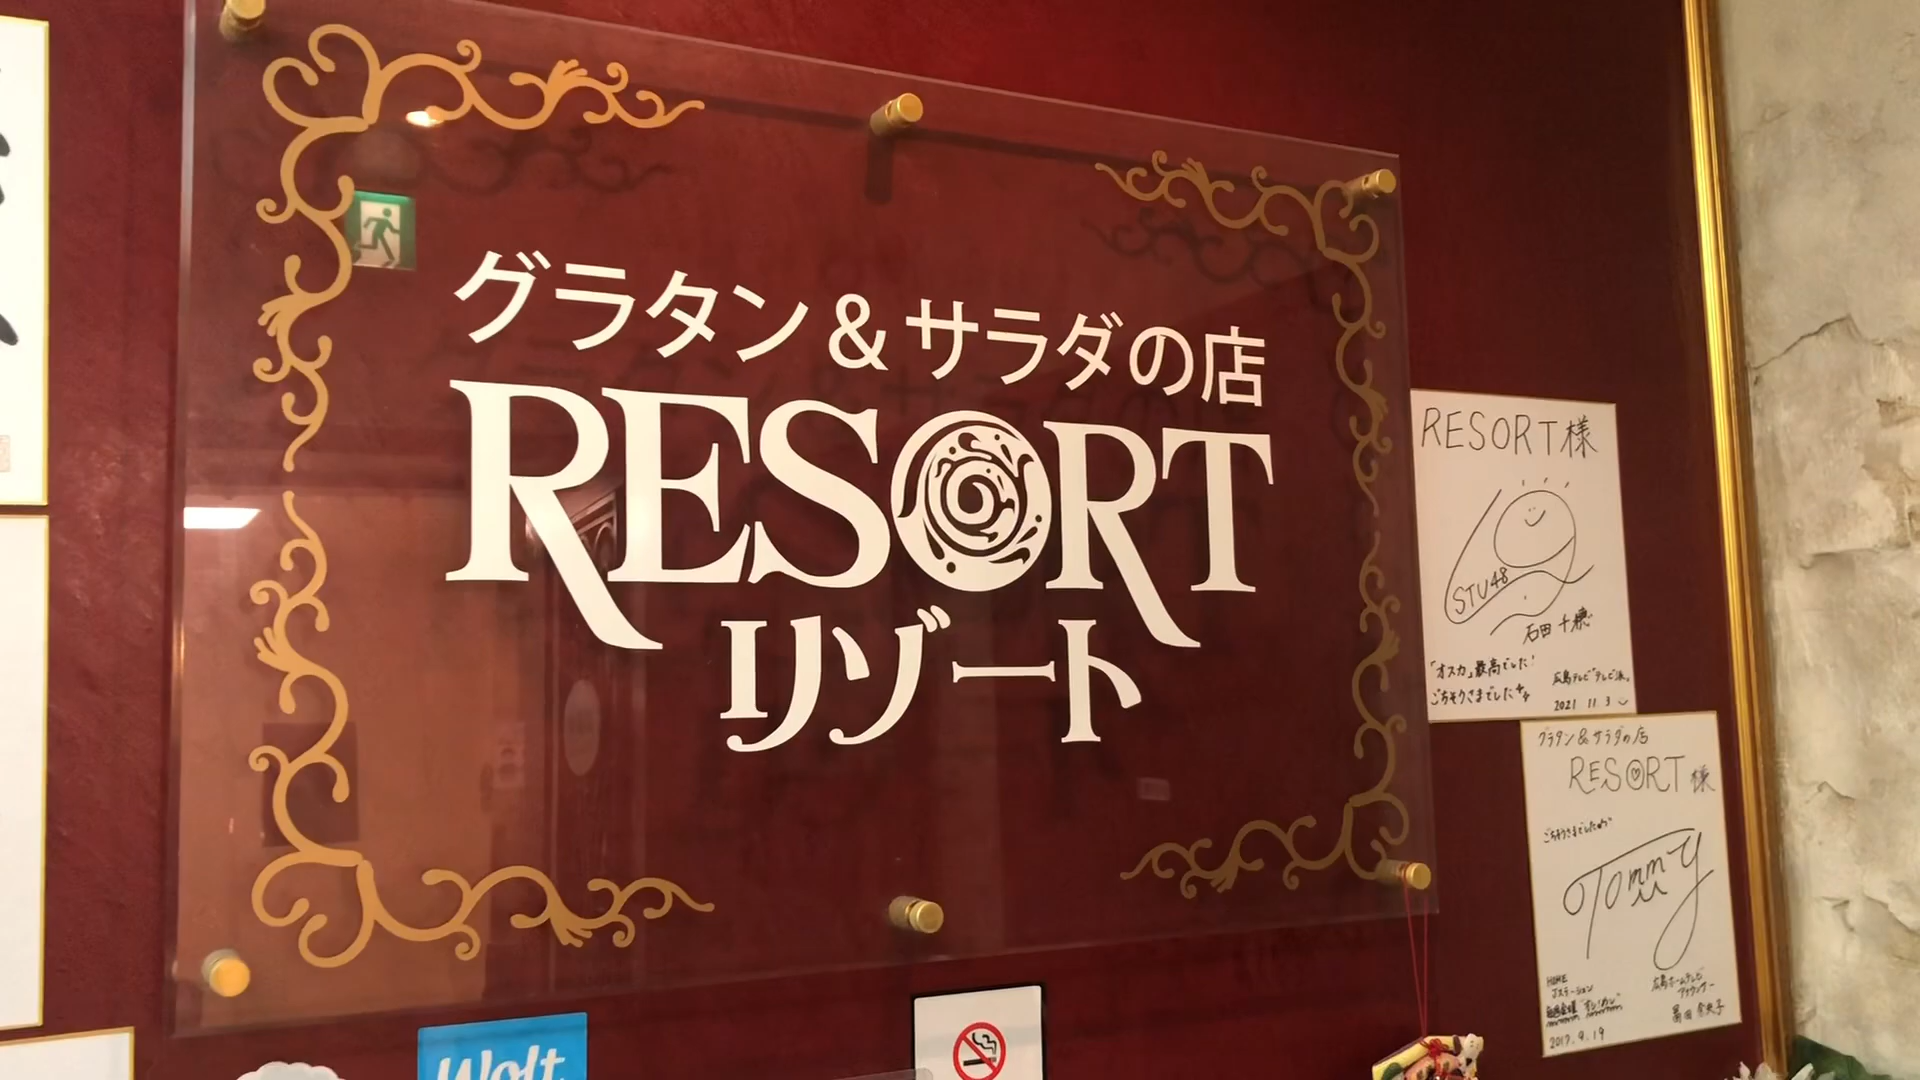 グラタン&サラダの店
RESORT
リゾート
RESORT様
STU48
石田 千穂
「オスカ」最高でした!
ごちそうさまでした
広島テレビ"テレビ派"
2021 11.3
グラタン&サラダの店
RESORT様
ごちそうさまでした
Tommy
HOME
Jステーション
広島ホームテレビ
アナウンサー
2017.9.19
Wolt